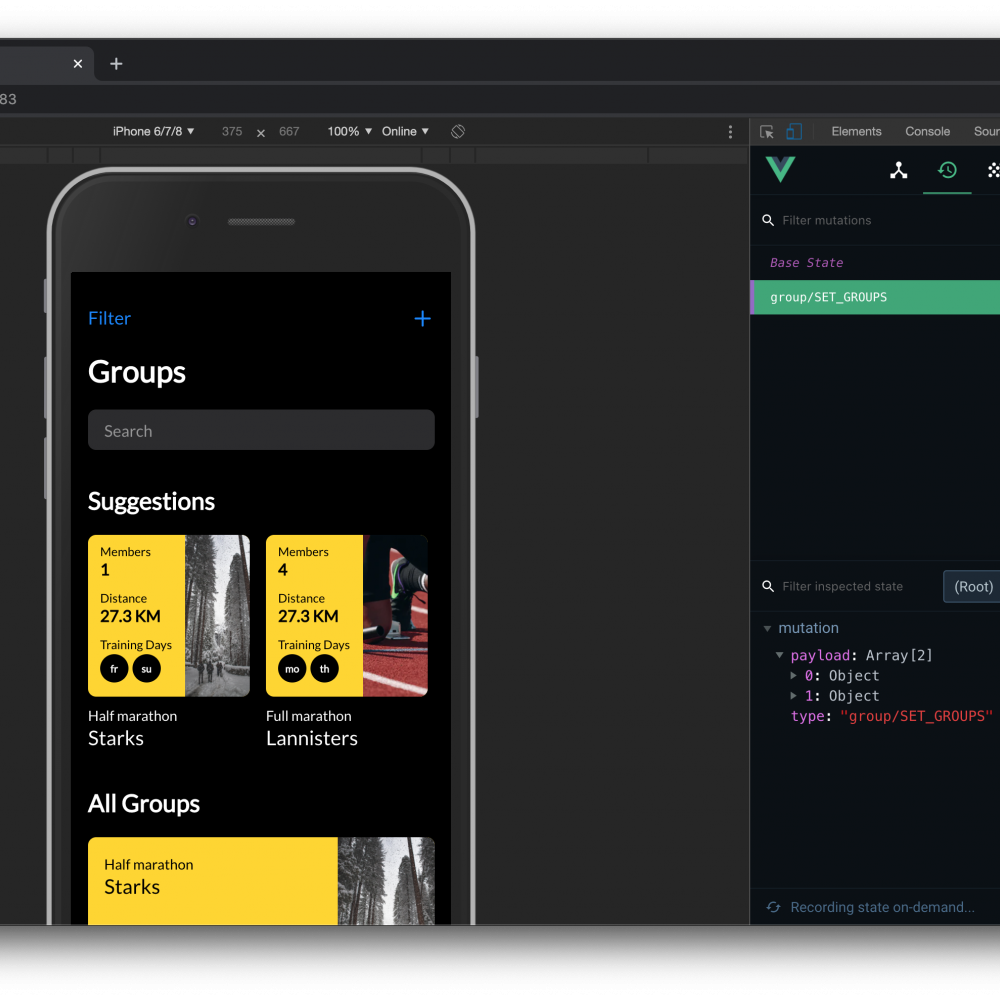 83
iPhone 6/7/8 ▼ 375 × 667 100% ▼ Online ▼
Elements Console Sour
Filter mutations
Base State
group/SET_GROUPS
Filter +
Groups
Search
Suggestions
Members
1
Distance
27.3 KM
Training Days
fr su
Half marathon
Starks
Members
4
Distance
27.3 KM
Training Days
mo th
Full marathon
Lannisters
All Groups
Half marathon
Starks
Filter inspected state (Root)
mutation
payload: Array[2]
0: Object
1: Object
type: "group/SET_GROUPS"
Recording state on-demand...